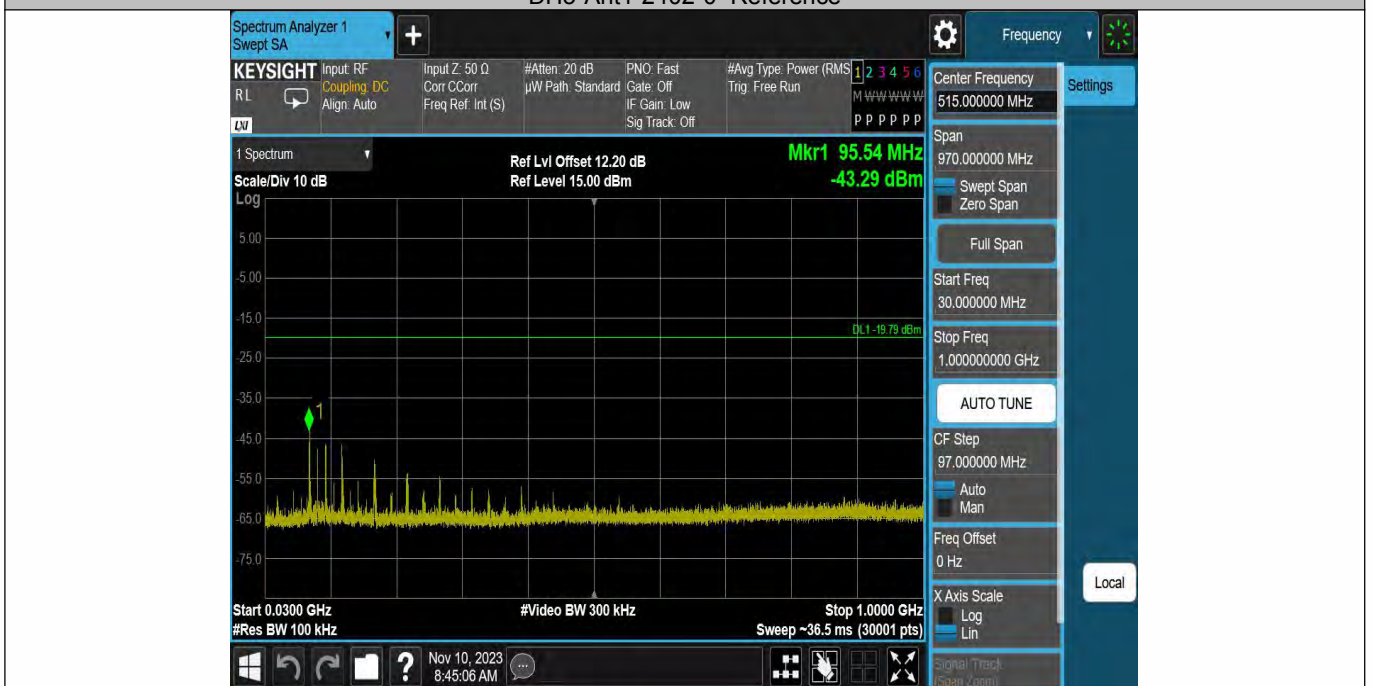 Spectrum Analyzer 1
Swept SA
+
Frequency
KEYSIGHT
RL
LXI
Input: RF
Coupling: DC
Align: Auto
Input Z: 50 Ω
Corr CCorr
Freq Ref: Int (S)
#Atten: 20 dB
µW Path: Standard
PNO: Fast
Gate: Off
IF Gain: Low
Sig Track: Off
#Avg Type: Power (RMS
Trig: Free Run
1 2 3 4 5 6
M W W W W W
P P P P P P
Center Frequency
515.000000 MHz
Settings
1 Spectrum
Scale/Div 10 dB
Log
Ref Lvl Offset 12.20 dB
Ref Level 15.00 dBm
Mkr1 95.54 MHz
-43.29 dBm
Span
970.000000 MHz
Swept Span
Zero Span
Full Span
Start Freq
30.000000 MHz
Stop Freq
1.000000000 GHz
AUTO TUNE
CF Step
97.000000 MHz
Auto
Man
Freq Offset
0 Hz
X Axis Scale
Log
Lin
Signal Track
(Span Zoom)
Local
5.00
-5.00
-15.0
DL1 -19.79 dBm
-25.0
-35.0
1
-45.0
-55.0
-65.0
-75.0
Start 0.0300 GHz
#Res BW 100 kHz
#Video BW 300 kHz
Stop 1.0000 GHz
Sweep ~36.5 ms (30001 pts)
?
Nov 10, 2023
8:45:06 AM